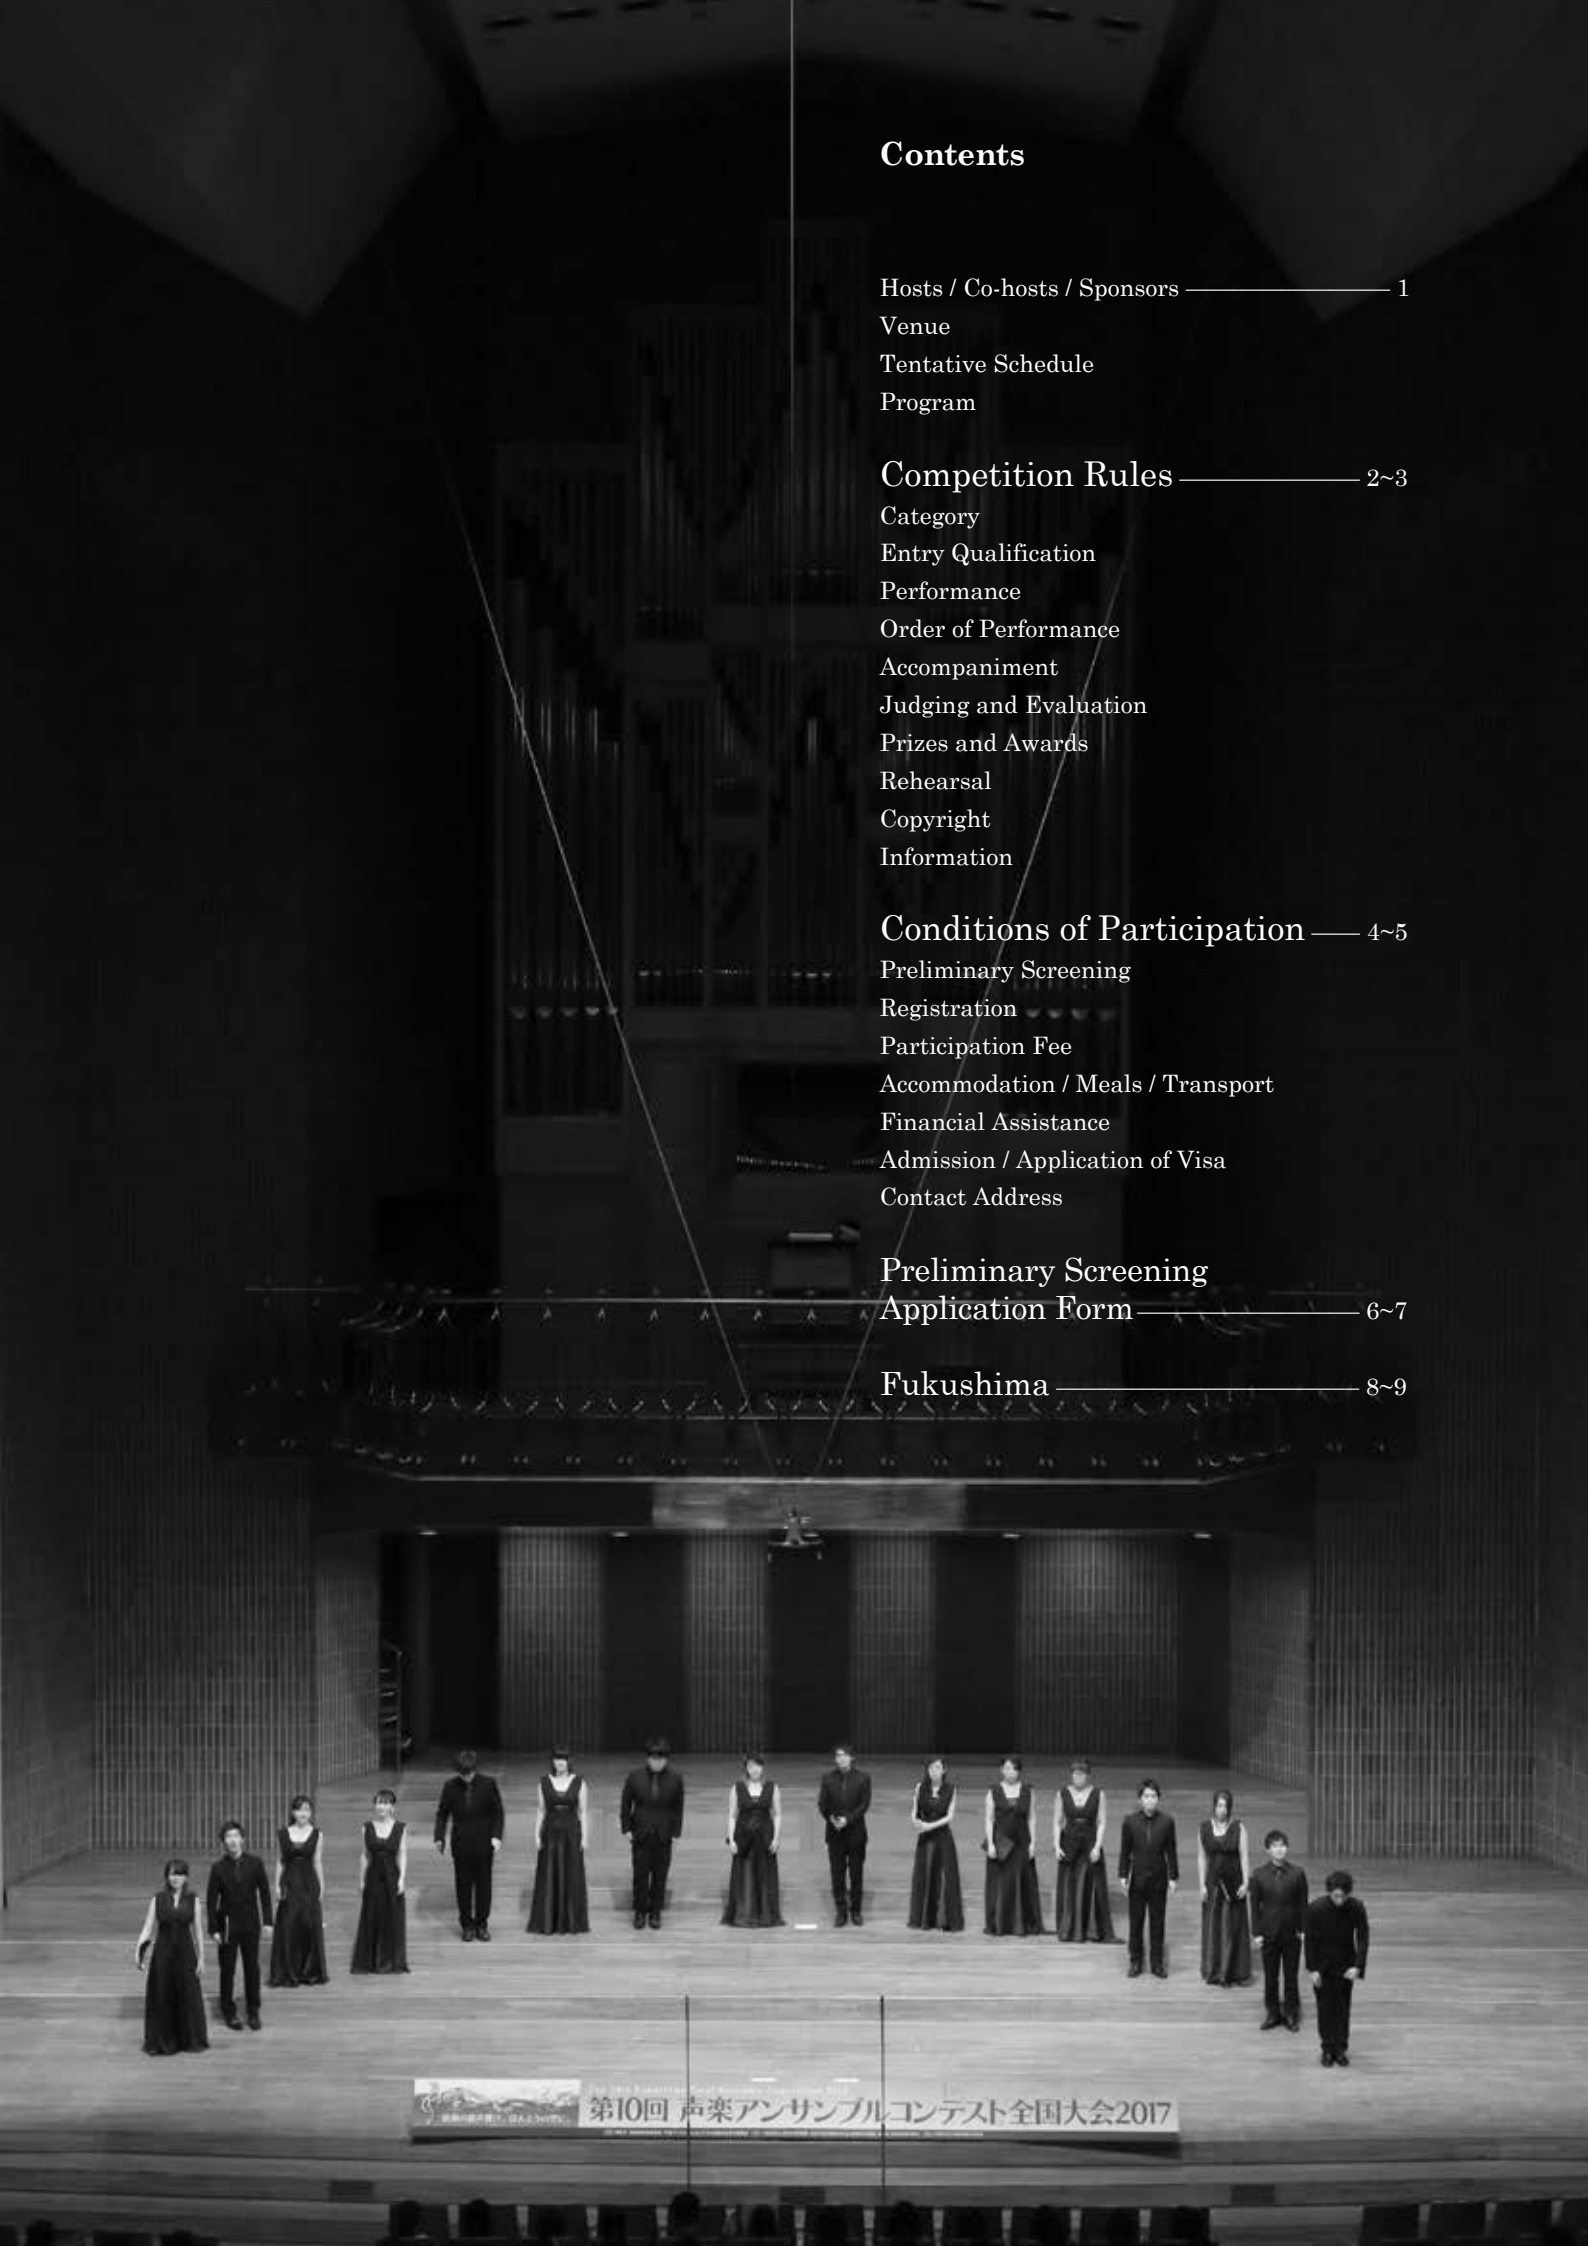 Contents
Hosts / Co-hosts / Sponsors 1
Venue
Tentative Schedule
Program
Competition Rules 2~3
Category
Entry Qualification
Performance
Order of Performance
Accompaniment
Judging and Evaluation
Prizes and Awards
Rehearsal
Copyright
Information
Conditions of Participation 4~5
Preliminary Screening
Registration
Participation Fee
Accommodation / Meals / Transport
Financial Assistance
Admission / Application of Visa
Contact Address
Preliminary Screening
Application Form 6~7
Fukushima 8~9
第10回 声楽アンサンブルコンテスト全国大会2017